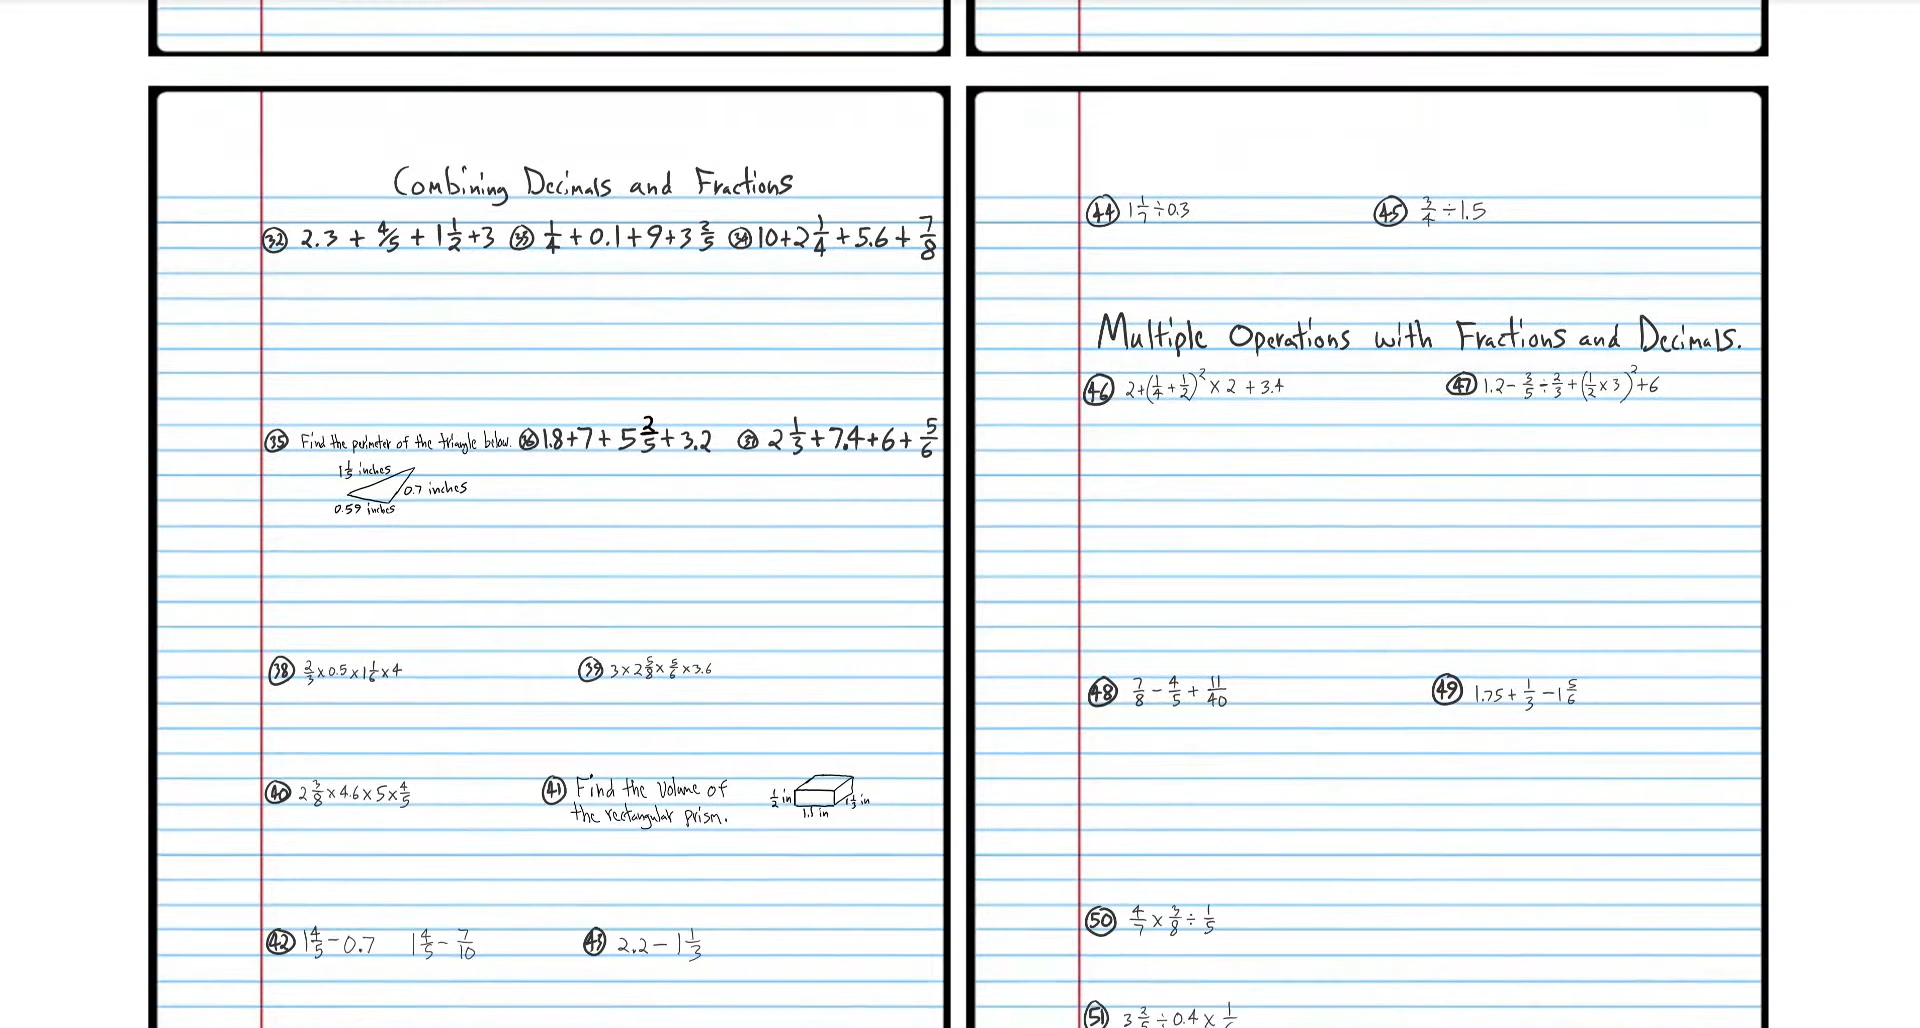 Combining Decimals and Fractions
32 2.3 + 4/5 + 1 1/2 + 3 33 1/4 + 0.1 + 9 + 3 2/5 34 10 + 2 1/4 + 5.6 + 7/8
35 Find the perimeter of the triangle below. 36 1.8 + 7 + 5 2/5 + 3.2 37 2 1/3 + 7.4 + 6 + 5/6
1 1/5 inches
0.7 inches
0.59 inches
38 2/3 × 0.5 × 1 1/6 × 4 39 3 × 2 5/8 × 5/6 × 3.6
40 2 3/8 × 4.6 × 5 × 4/5 41 Find the Volume of
the rectangular prism.
1/2 in 1 1/3 in
1.1 in
42 1 4/5 - 0.7 1 4/5 - 7/10 43 2.2 - 1 1/3
44 1 1/7 ÷ 0.3 45 3/4 ÷ 1.5
Multiple Operations with Fractions and Decimals.
46 2 + (1/4 + 1/2)² × 2 + 3.4 47 1.2 - 3/5 ÷ 2/3 + (1/2 × 3)² + 6
48 7/8 - 4/5 + 11/40 49 1.75 + 1/3 - 1 5/6
50 4/7 × 3/8 ÷ 1/5
51 3 2/5 ÷ 0.4 ×